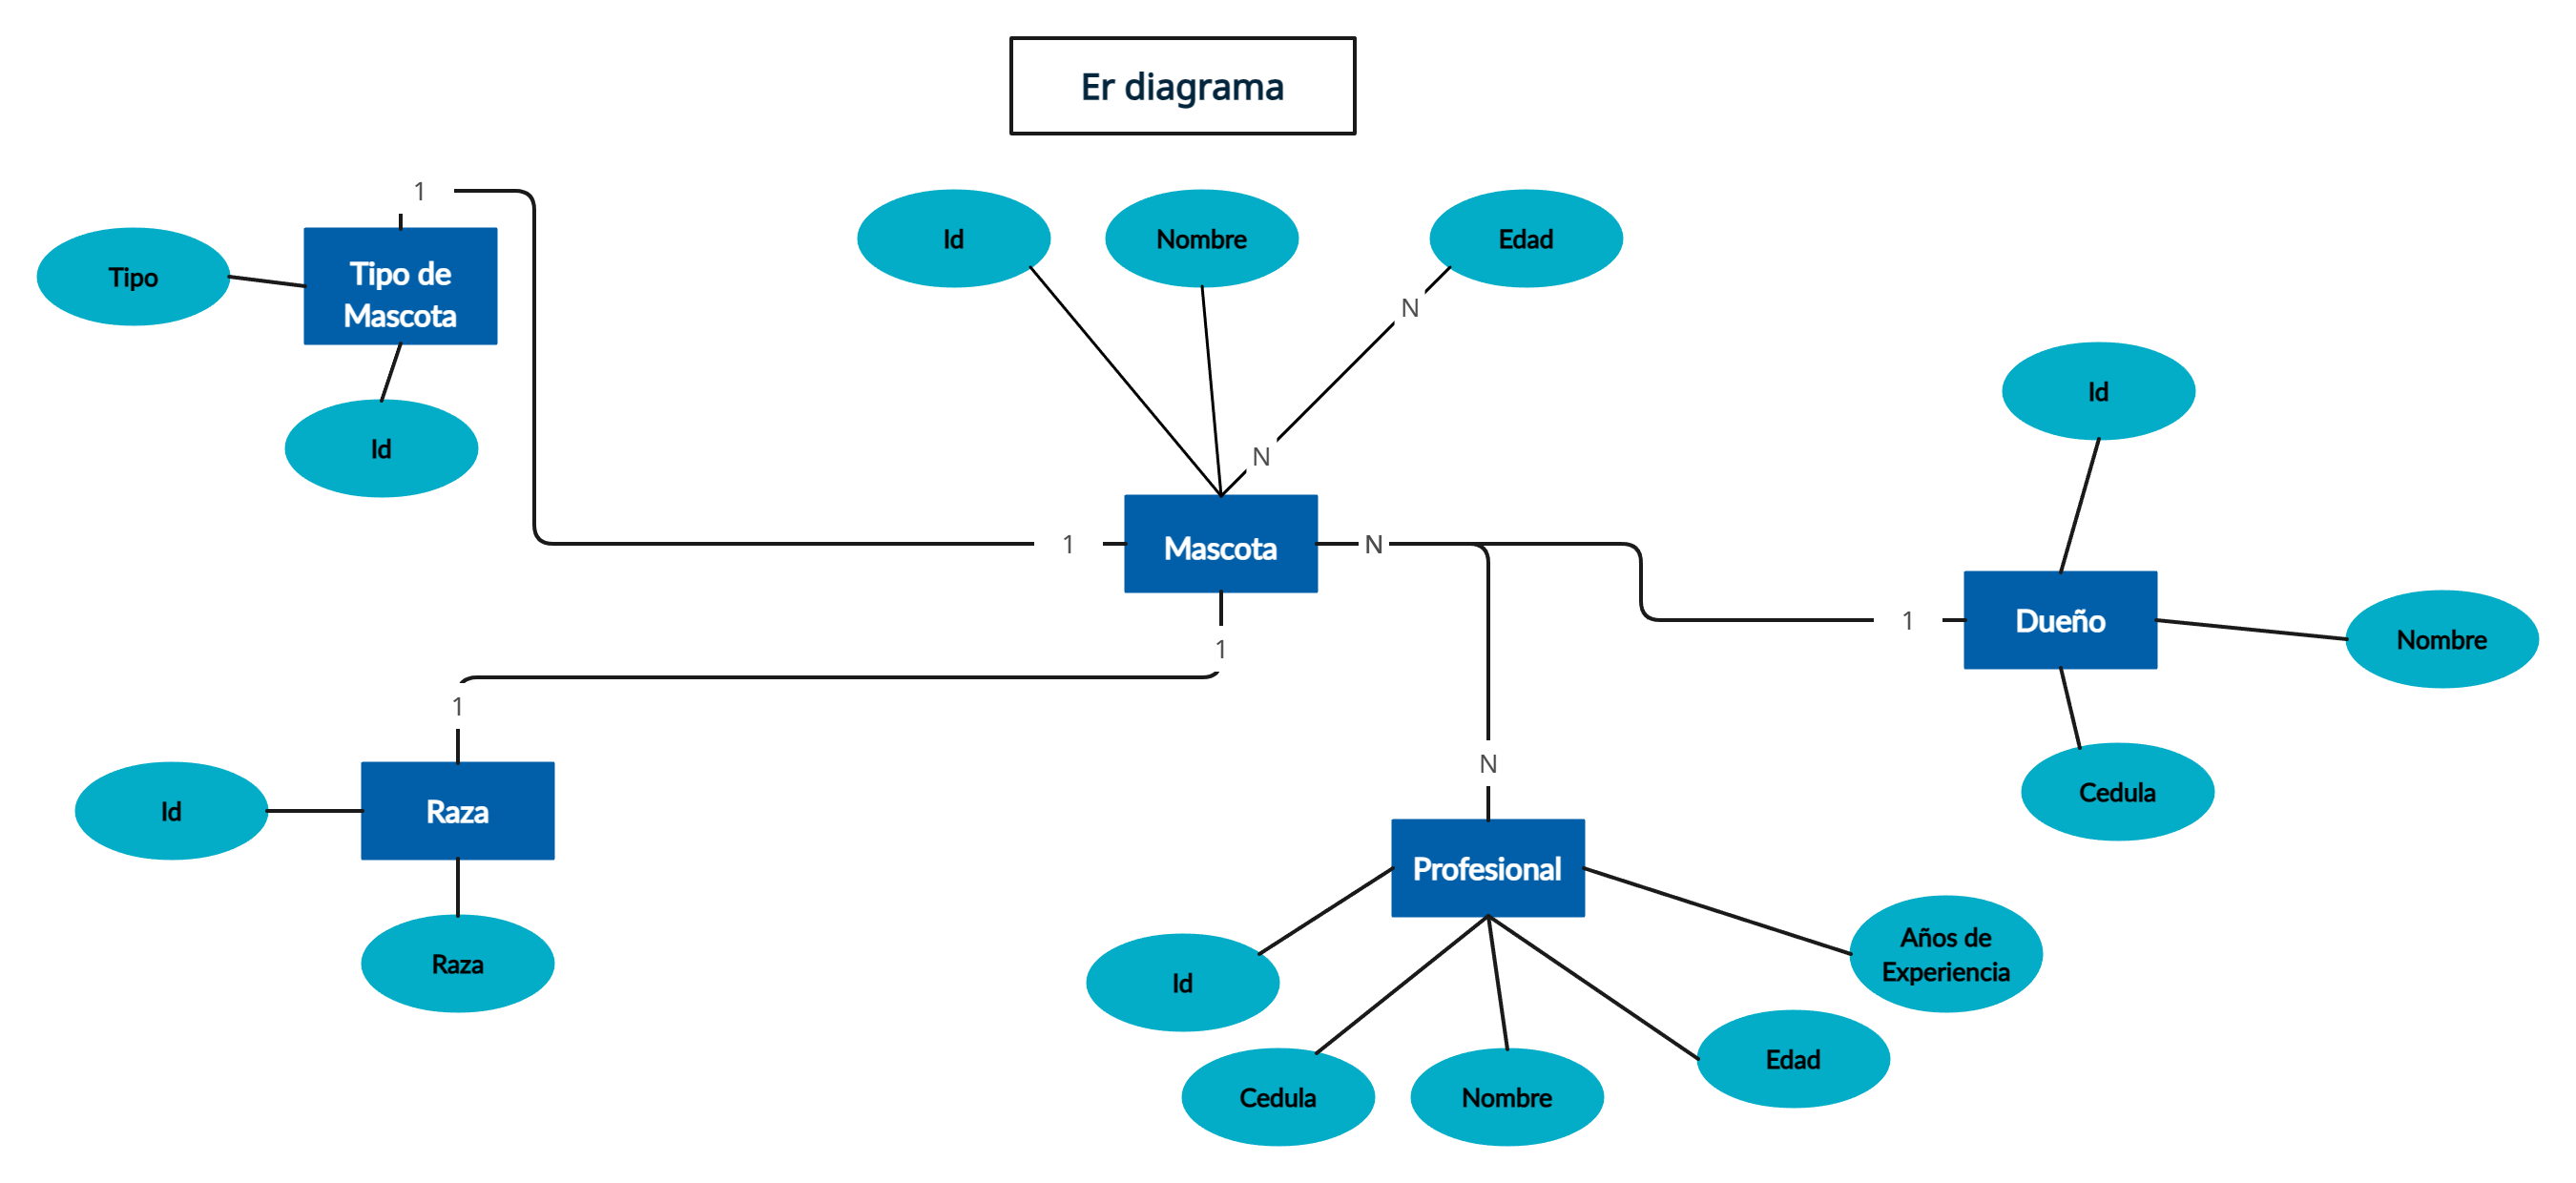 Er diagrama
1
Tipo
Tipo de
Mascota
Id
Id
Nombre
Edad
N
N
Id
1
Mascota
N
1
Dueño
Nombre
Cedula
1
1
Id
Raza
Raza
N
Profesional
Id
Cedula
Nombre
Edad
Años de
Experiencia